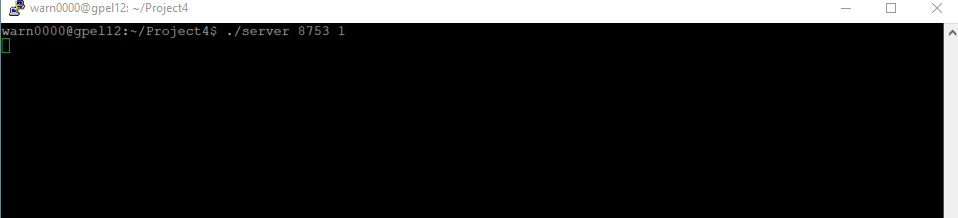 warn0000@gpel12: ~/Project4
warn0000@gpel12:~/Project4$ ./server 8753 1